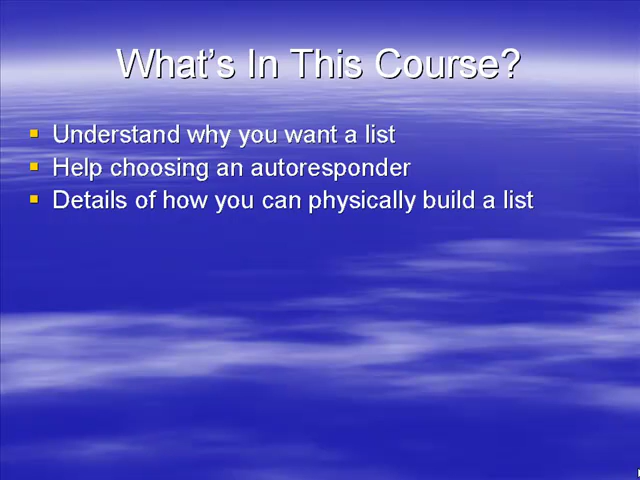 What's In This Course?
Understand why you want a list
Help choosing an autoresponder
Details of how you can physically build a list